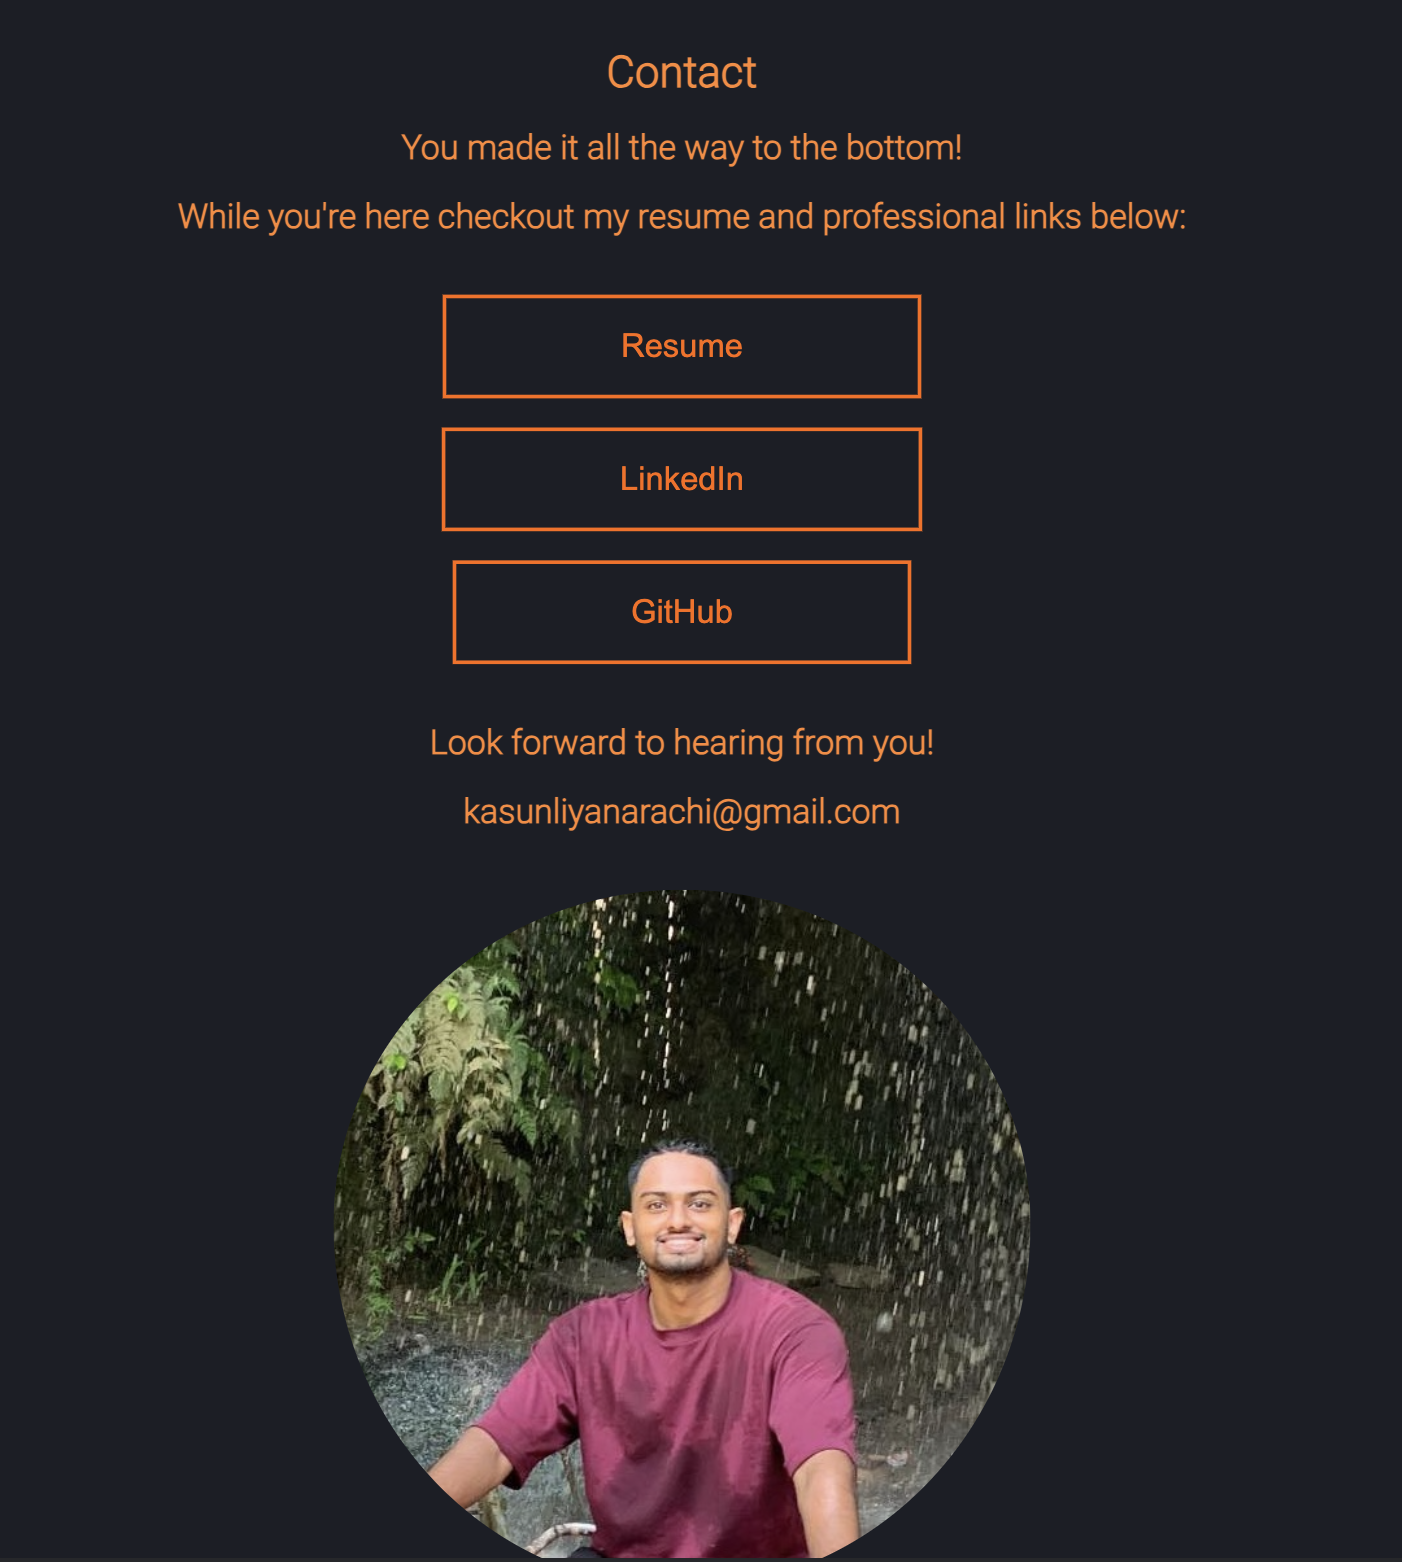 Contact
You made it all the way to the bottom!
While you're here checkout my resume and professional links below:
Resume
LinkedIn
GitHub
Look forward to hearing from you!
kasunliyanarachi@gmail.com